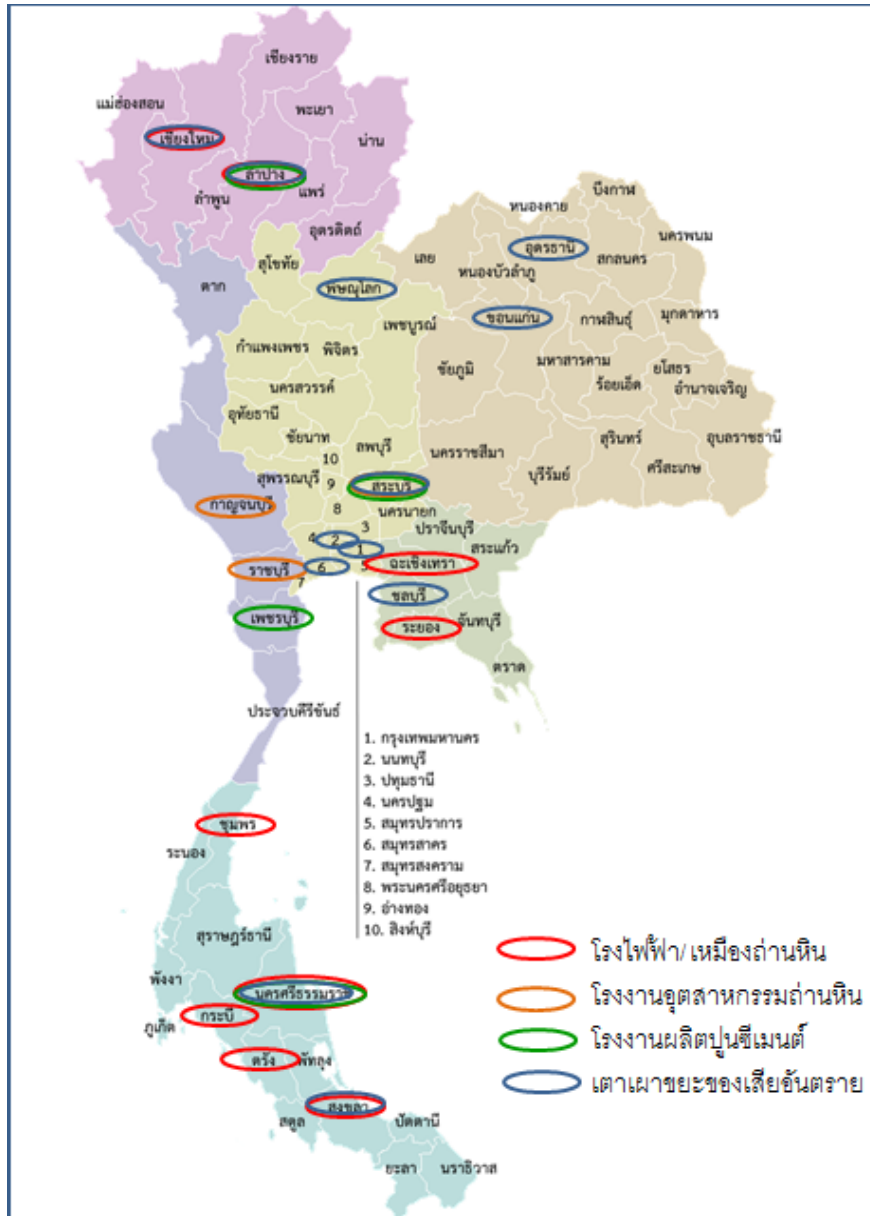 เชียงราย
แม่ฮ่องสอน
พะเยา
เชียงใหม่
น่าน
ลำปาง
ลำพูน
แพร่
อุตรดิตถ์
บึงกาฬ
หนองคาย
นครพนม
อุดรธานี
สกลนคร
เลย
หนองบัวลำภู
สุโขทัย
ตาก
พิษณุโลก
ขอนแก่น
กาฬสินธุ์
มุกดาหาร
เพชรบูรณ์
กำแพงเพชร
พิจิตร
ชัยภูมิ
มหาสารคาม
ยโสธร
ร้อยเอ็ด
อำนาจเจริญ
นครสวรรค์
อุทัยธานี
ชัยนาท
ลพบุรี
นครราชสีมา
สุรินทร์
อุบลราชธานี
บุรีรัมย์
ศรีสะเกษ
10
สุพรรณบุรี
9
สระบุรี
กาญจนบุรี
8
นครนายก
3
ปราจีนบุรี
4
2
1
สระแก้ว
ราชบุรี
6
5
ฉะเชิงเทรา
7
ชลบุรี
เพชรบุรี
ระยอง
จันทบุรี
ตราด
ประจวบคีรีขันธ์
1. กรุงเทพมหานคร
2. นนทบุรี
3. ปทุมธานี
4. นครปฐม
5. สมุทรปราการ
6. สมุทรสาคร
7. สมุทรสงคราม
8. พระนครศรีอยุธยา
9. อ่างทอง
10. สิงห์บุรี
ชุมพร
ระนอง
สุราษฎร์ธานี
พังงา
นครศรีธรรมรา
กระบี่
ภูเก็ต
ตรัง
พัทลุง
สงขลา
สตูล
ปัตตานี
ยะลา
นราธิวาส
โรงไฟฟ้า/เหมืองถ่านหิน
โรงงานอุตสาหกรรมถ่านหิน
โรงงานผลิตปูนซีเมนต์
เตาเผาขยะของเสียอันตราย